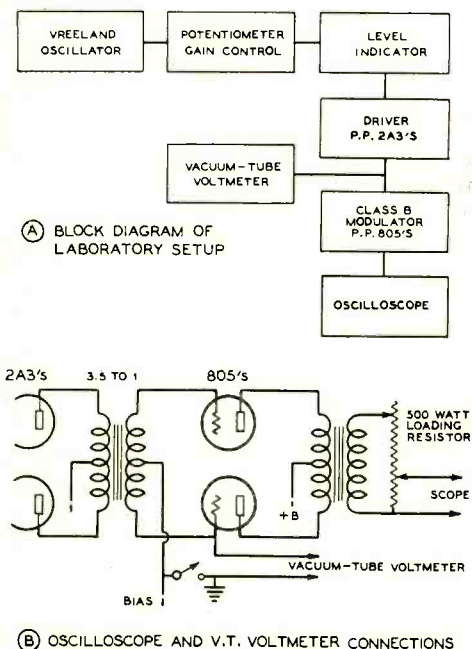 VREELAND
OSCILLATOR
POTENTIOMETER
GAIN CONTROL
LEVEL
INDICATOR
DRIVER
P.P. 2A3'S
VACUUM-TUBE
VOLTMETER
CLASS B
MODULATOR
P.P. 805'S
OSCILLOSCOPE
(A) BLOCK DIAGRAM OF
LABORATORY SETUP
2A3'S
3.5 TO 1
805'S
500 WATT
LOADING
RESISTOR
SCOPE
+B
VACUUM-TUBE VOLTMETER
BIAS
(B) OSCILLOSCOPE AND V.T. VOLTMETER CONNECTIONS